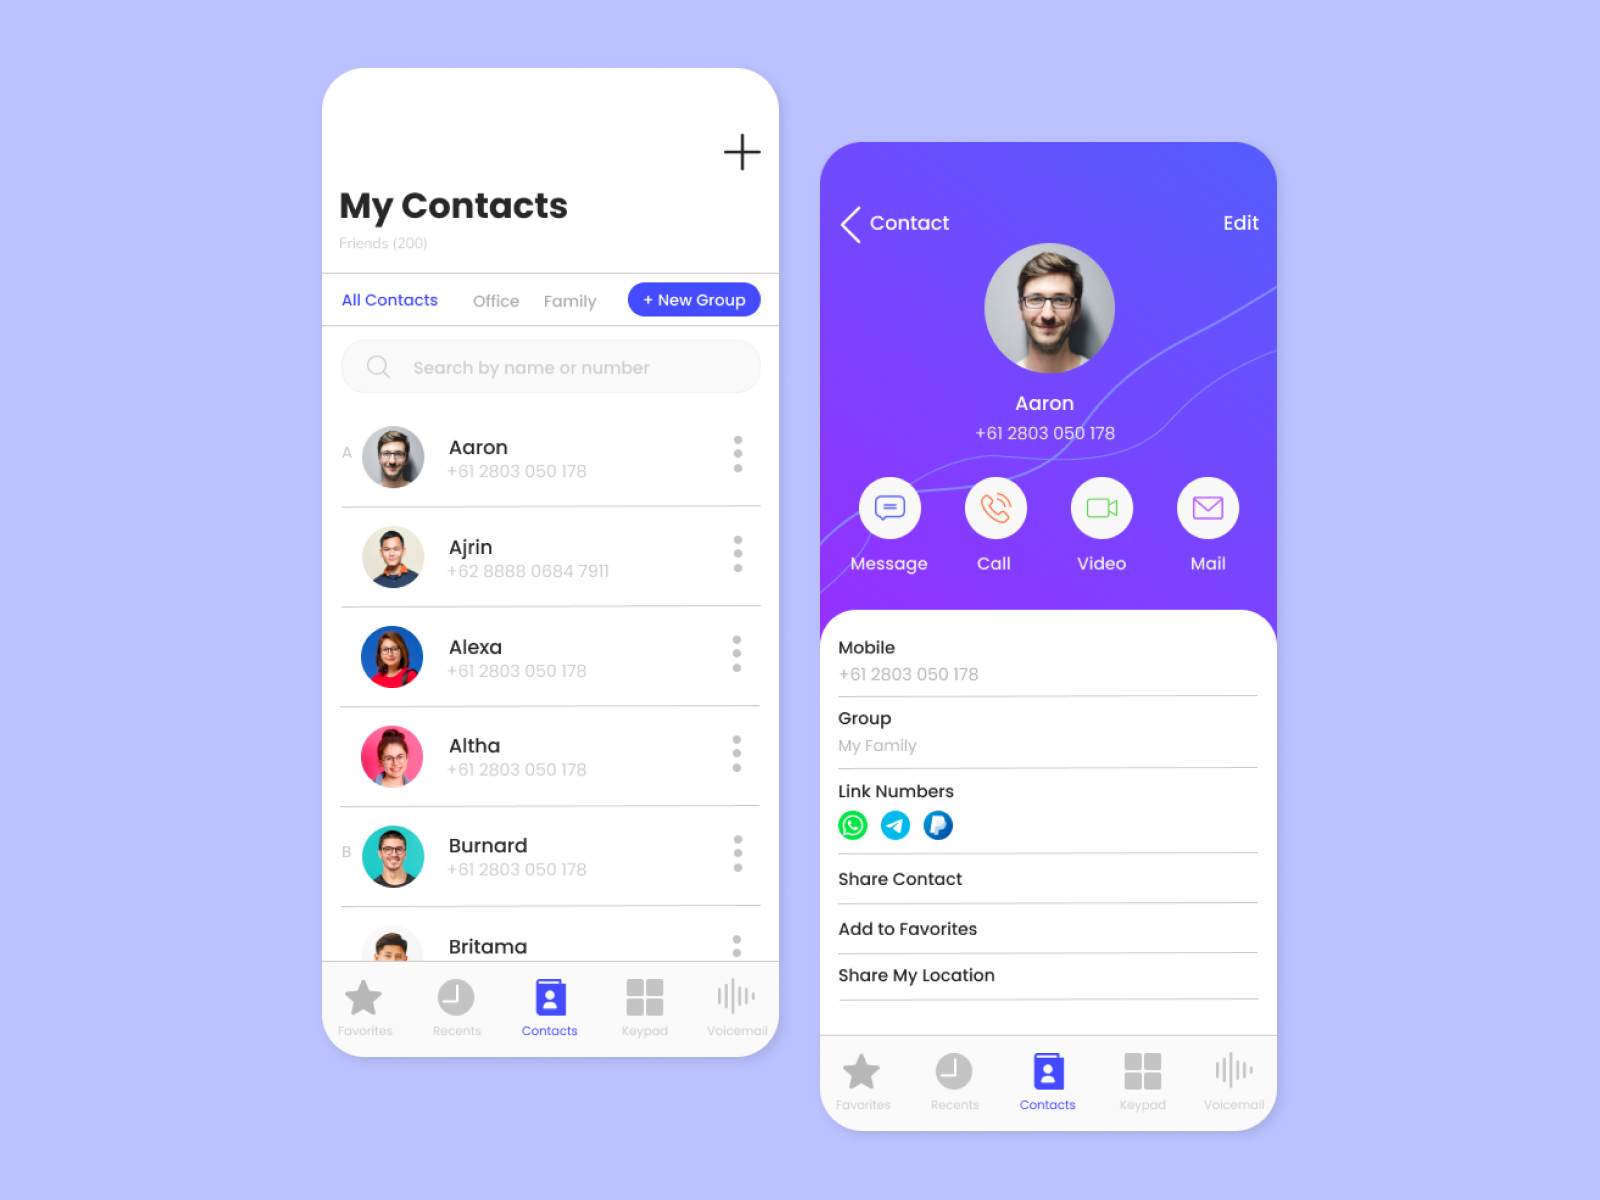 My Contacts
Friends (200)
All Contacts Office Family + New Group
Search by name or number
A
Aaron
+61 2803 050 178
Ajrin
+62 8888 0684 7911
Alexa
+61 2803 050 178
Altha
+61 2803 050 178
B
Burnard
+61 2803 050 178
Britama
Favorites Recents Contacts Keypad Voicemail
Contact Edit
Aaron
+61 2803 050 178
Message Call Video Mail
Mobile
+61 2803 050 178
Group
My Family
Link Numbers
Share Contact
Add to Favorites
Share My Location
Favorites Recents Contacts Keypad Voicemail